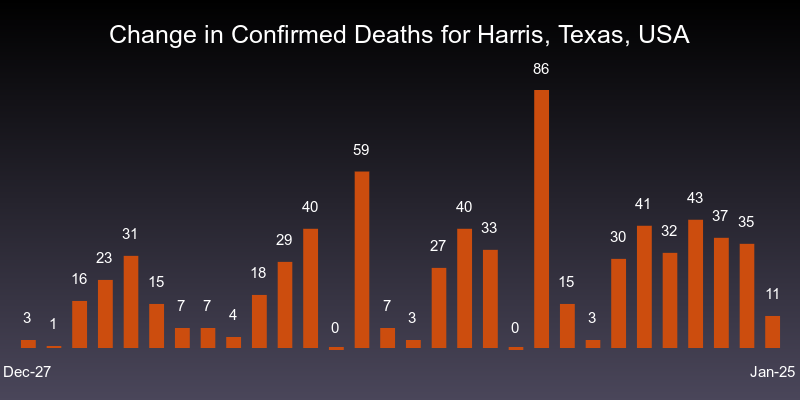 Change in Confirmed Deaths for Harris, Texas, USA
3 1 16 23 31 15 7 7 4 18 29 40 0 59 7 3 27 40 33 0 86 15 3 30 41 32 43 37 35 11
Dec-27 Jan-25